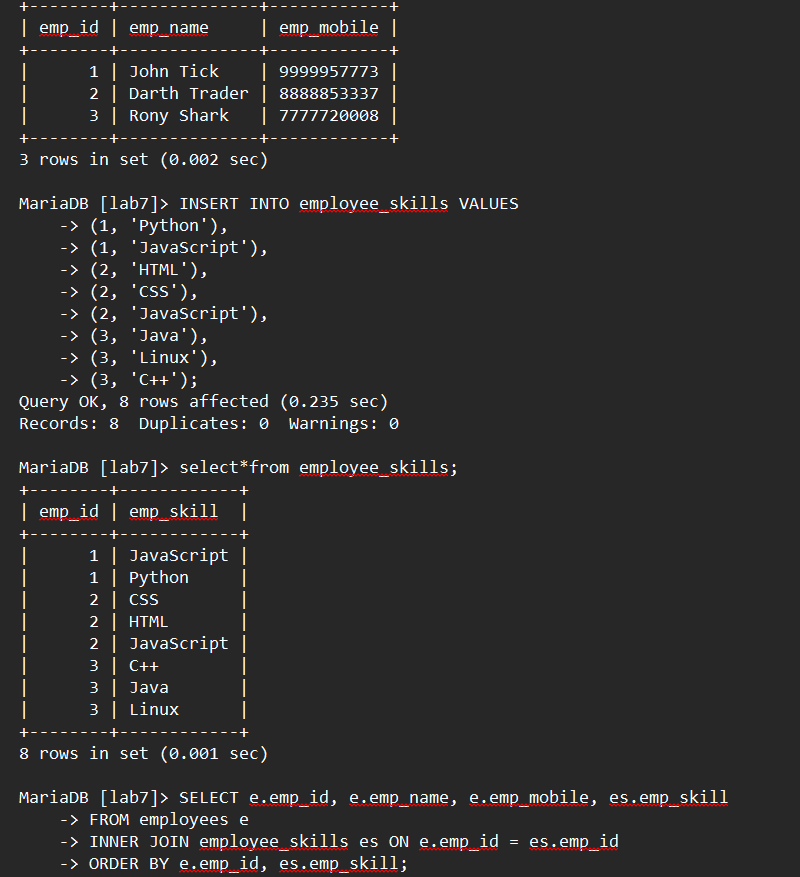 +--------+--------------+------------+
| emp_id | emp_name     | emp_mobile |
+--------+--------------+------------+
|      1 | John Tick    | 9999957773 |
|      2 | Darth Trader | 8888853337 |
|      3 | Rony Shark   | 7777720008 |
+--------+--------------+------------+
3 rows in set (0.002 sec)

MariaDB [lab7]> INSERT INTO employee_skills VALUES
    -> (1, 'Python'),
    -> (1, 'JavaScript'),
    -> (2, 'HTML'),
    -> (2, 'CSS'),
    -> (2, 'JavaScript'),
    -> (3, 'Java'),
    -> (3, 'Linux'),
    -> (3, 'C++');
Query OK, 8 rows affected (0.235 sec)
Records: 8  Duplicates: 0  Warnings: 0

MariaDB [lab7]> select*from employee_skills;
+--------+------------+
| emp_id | emp_skill  |
+--------+------------+
|      1 | JavaScript |
|      1 | Python     |
|      2 | CSS        |
|      2 | HTML       |
|      2 | JavaScript |
|      3 | C++        |
|      3 | Java       |
|      3 | Linux      |
+--------+------------+
8 rows in set (0.001 sec)

MariaDB [lab7]> SELECT e.emp_id, e.emp_name, e.emp_mobile, es.emp_skill
    -> FROM employees e
    -> INNER JOIN employee_skills es ON e.emp_id = es.emp_id
    -> ORDER BY e.emp_id, es.emp_skill;